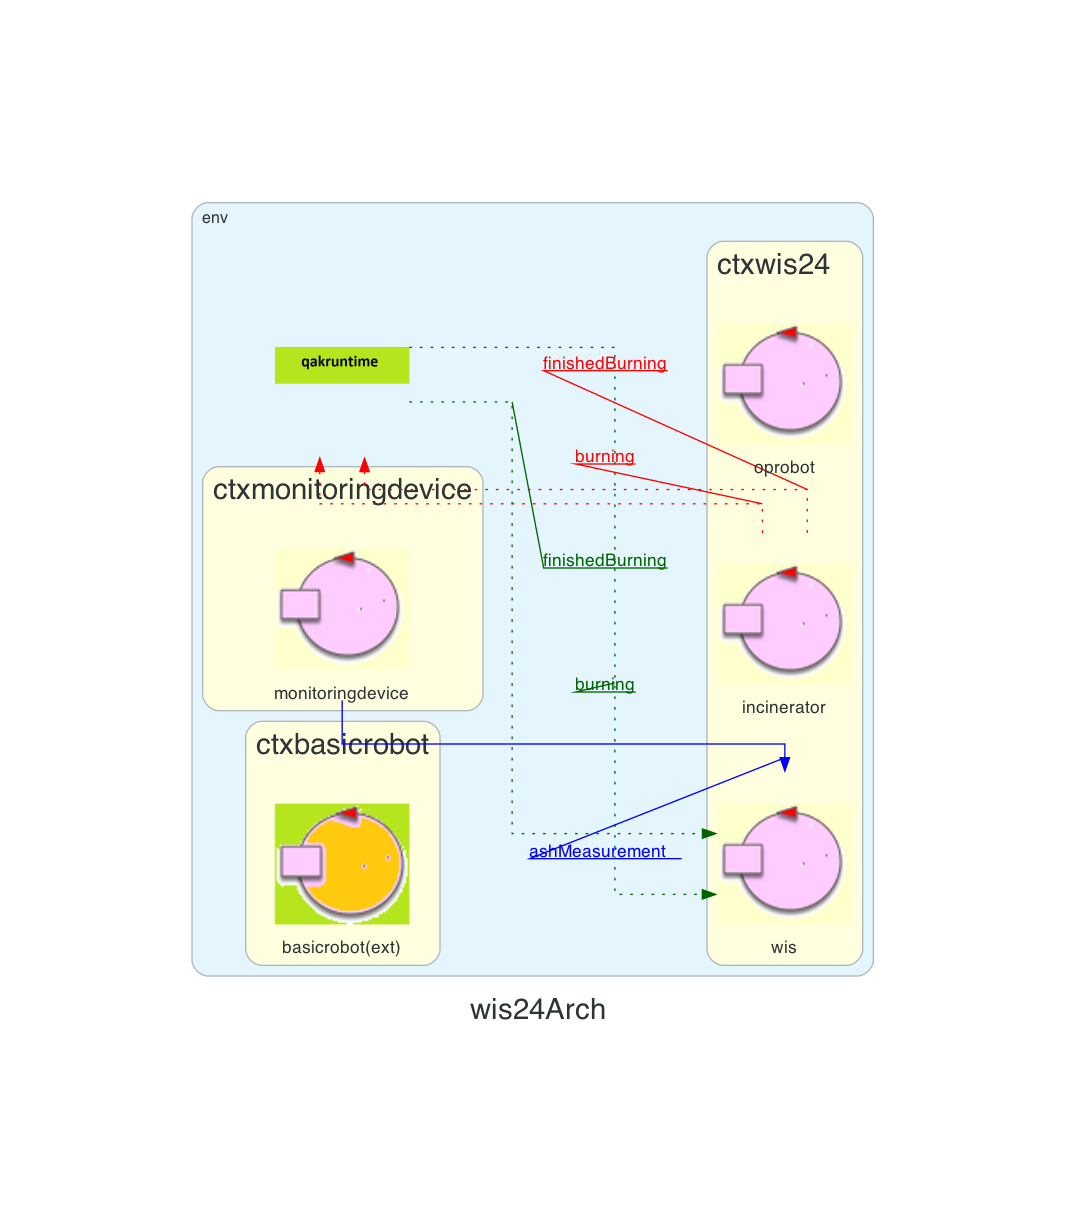 env
ctxwis24
qakruntime
finishedBurning
burning
oprobot
ctxmonitoringdevice
finishedBurning
burning
monitoringdevice
incinerator
ctxbasicrobot
ashMeasurement
basicrobot(ext)
wis
wis24Arch